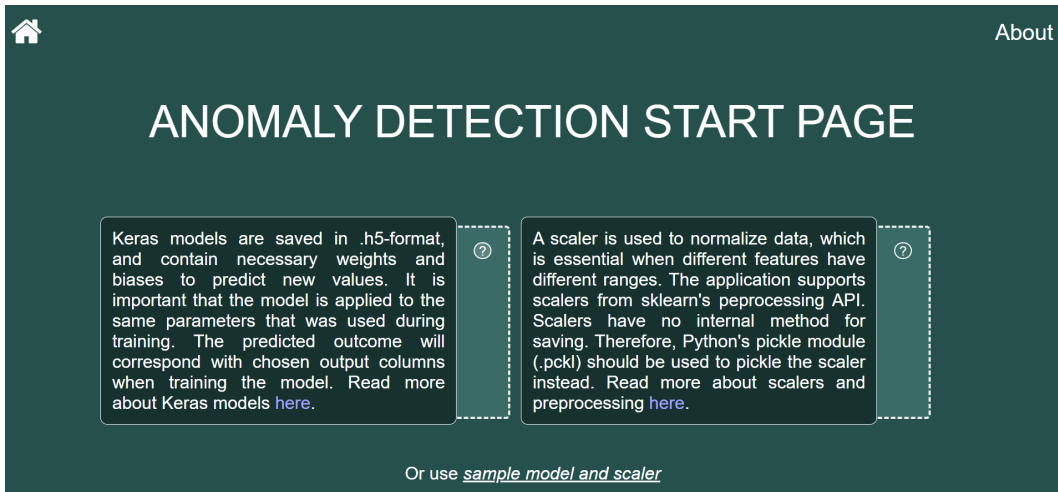 About
ANOMALY DETECTION START PAGE
Keras models are saved in .h5-format,
and contain necessary weights and
biases to predict new values. It is
important that the model is applied to the
same parameters that was used during
training. The predicted outcome will
correspond with chosen output columns
when training the model. Read more
about Keras models here.
?
A scaler is used to normalize data, which
is essential when different features have
different ranges. The application supports
scalers from sklearn's peprocessing API.
Scalers have no internal method for
saving. Therefore, Python's pickle module
(.pckl) should be used to pickle the scaler
instead. Read more about scalers and
preprocessing here.
?
Or use sample model and scaler